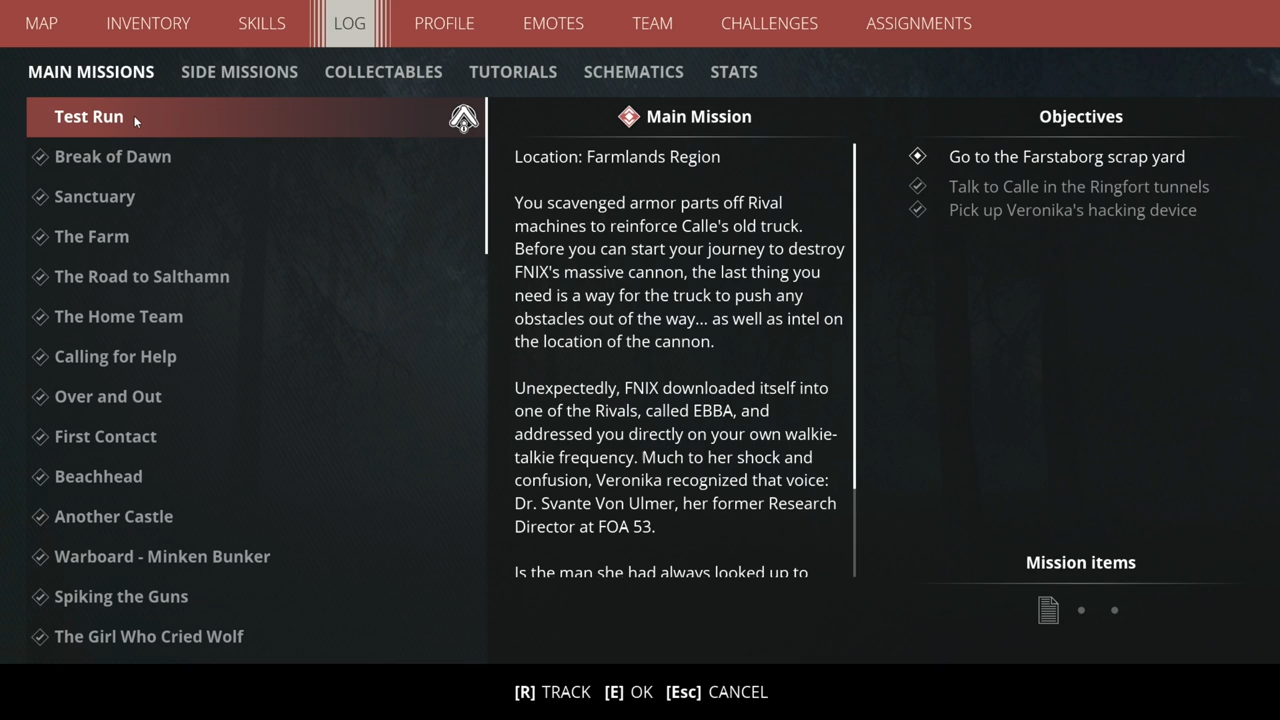 MAP INVENTORY SKILLS LOG PROFILE EMOTES TEAM CHALLENGES ASSIGNMENTS
MAIN MISSIONS SIDE MISSIONS COLLECTABLES TUTORIALS SCHEMATICS STATS
Test Run
Break of Dawn
Sanctuary
The Farm
The Road to Salthamn
The Home Team
Calling for Help
Over and Out
First Contact
Beachhead
Another Castle
Warboard - Minken Bunker
Spiking the Guns
The Girl Who Cried Wolf
Main Mission
Location: Farmlands Region
You scavenged armor parts off Rival
machines to reinforce Calle's old truck.
Before you can start your journey to destroy
FNIX's massive cannon, the last thing you
need is a way for the truck to push any
obstacles out of the way... as well as intel on
the location of the cannon.
Unexpectedly, FNIX downloaded itself into
one of the Rivals, called EBBA, and
addressed you directly on your own walkie-
talkie frequency. Much to her shock and
confusion, Veronika recognized that voice:
Dr. Svante Von Ulmer, her former Research
Director at FOA 53.
Is the man she had always looked up to
Objectives
Go to the Farstaborg scrap yard
Talk to Calle in the Ringfort tunnels
Pick up Veronika's hacking device
Mission items
[R] TRACK [E] OK [Esc] CANCEL